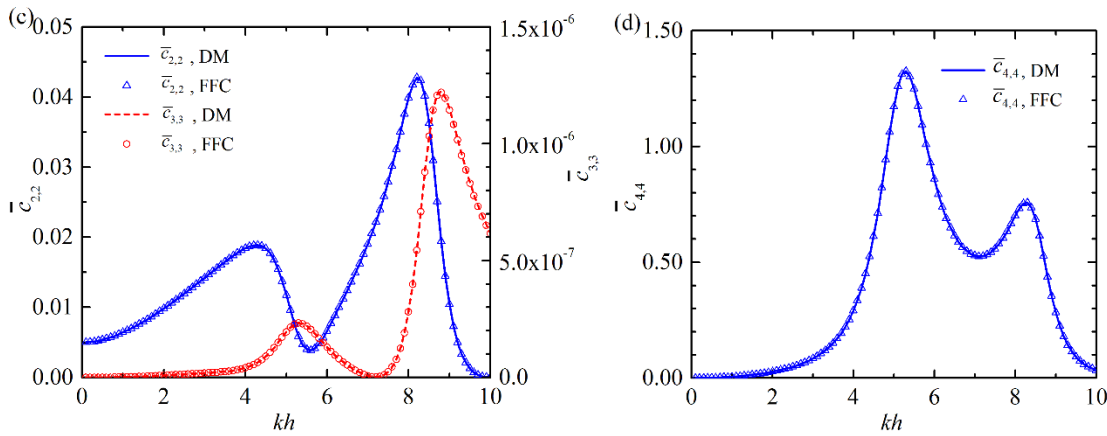 (c)
0.05
0.04
0.03
0.02
0.01
0.00
c̅2,2
c̅2,2 , DM
c̅2,2 , FFC
c̅3,3 , DM
c̅3,3 , FFC
1.5x10-6
1.0x10-6
5.0x10-7
0.0
c̅3,3
0 2 4 6 8 10
kh
(d)
1.50
1.00
0.50
0.00
c̅4,4
c̅4,4, DM
c̅4,4, FFC
0 2 4 6 8 10
kh